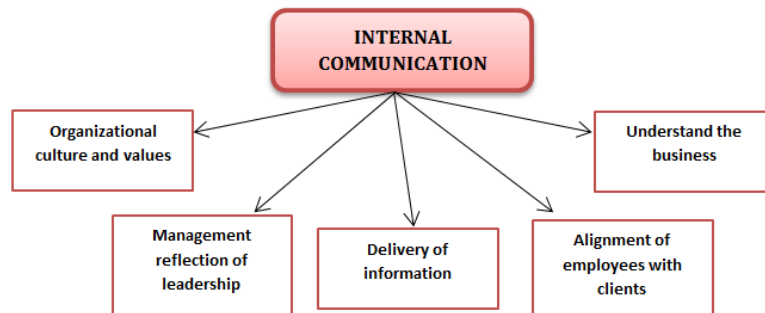 INTERNAL
COMMUNICATION
Organizational
culture and values
Understand the
business
Management
reflection of
leadership
Delivery of
information
Alignment of
employees with
clients